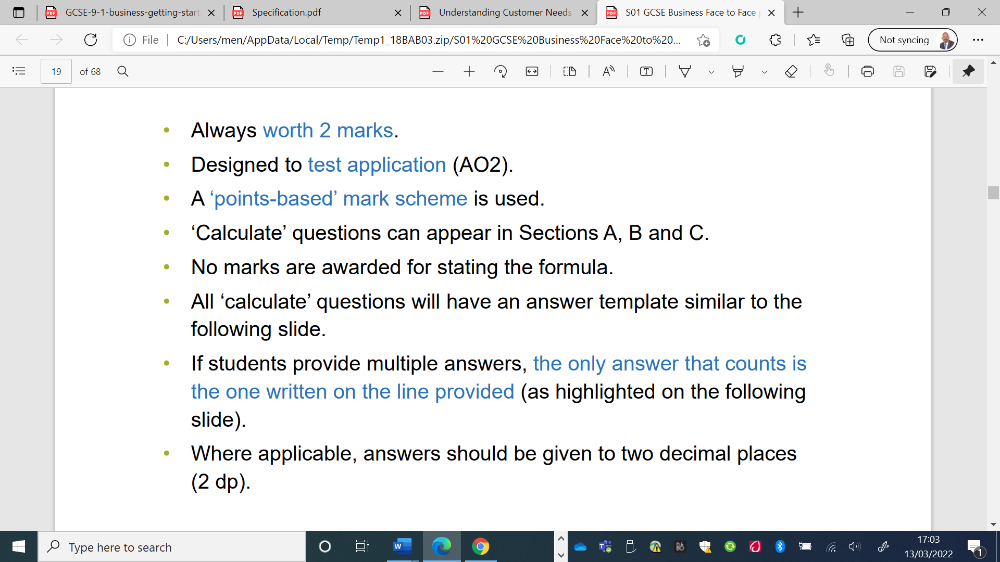 GCSE-9-1-business-getting-start
Specification.pdf
Understanding Customer Needs
S01 GCSE Business Face to Face
File
C:/Users/men/AppData/Local/Temp/Temp1_18BAB03.zip/S01%20GCSE%20Business%20Face%20to%20...
Not syncing
19
of 68
• Always worth 2 marks.
• Designed to test application (AO2).
• A ‘points-based’ mark scheme is used.
• ‘Calculate’ questions can appear in Sections A, B and C.
• No marks are awarded for stating the formula.
• All ‘calculate’ questions will have an answer template similar to the
following slide.
• If students provide multiple answers, the only answer that counts is
the one written on the line provided (as highlighted on the following
slide).
• Where applicable, answers should be given to two decimal places
(2 dp).
Type here to search
17:03
13/03/2022
1